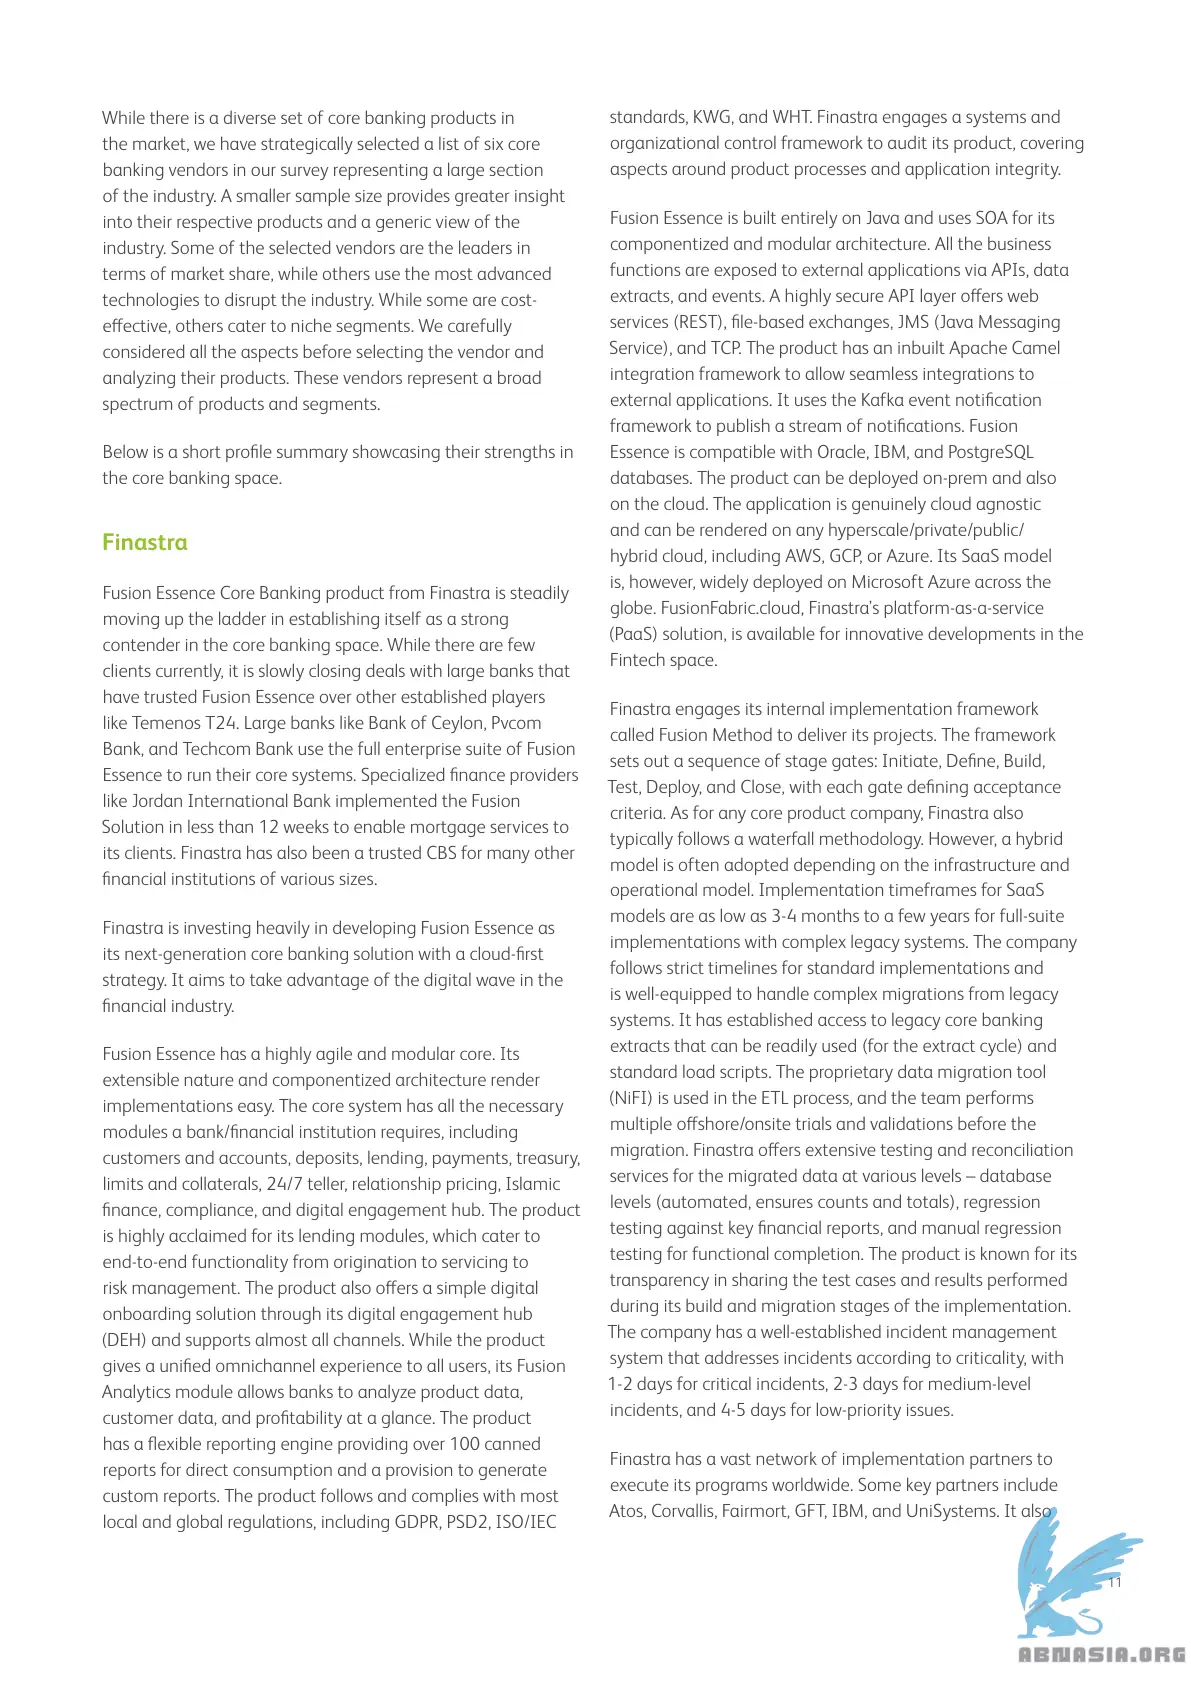 While there is a diverse set of core banking products in
the market, we have strategically selected a list of six core
banking vendors in our survey representing a large section
of the industry. A smaller sample size provides greater insight
into their respective products and a generic view of the
industry. Some of the selected vendors are the leaders in
terms of market share, while others use the most advanced
technologies to disrupt the industry. While some are cost-
effective, others cater to niche segments. We carefully
considered all the aspects before selecting the vendor and
analyzing their products. These vendors represent a broad
spectrum of products and segments.
Below is a short profile summary showcasing their strengths in
the core banking space.
Finastra
Fusion Essence Core Banking product from Finastra is steadily
moving up the ladder in establishing itself as a strong
contender in the core banking space. While there are few
clients currently, it is slowly closing deals with large banks that
have trusted Fusion Essence over other established players
like Temenos T24. Large banks like Bank of Ceylon, Pvcom
Bank, and Techcom Bank use the full enterprise suite of Fusion
Essence to run their core systems. Specialized finance providers
like Jordan International Bank implemented the Fusion
Solution in less than 12 weeks to enable mortgage services to
its clients. Finastra has also been a trusted CBS for many other
financial institutions of various sizes.
Finastra is investing heavily in developing Fusion Essence as
its next-generation core banking solution with a cloud-first
strategy. It aims to take advantage of the digital wave in the
financial industry.
Fusion Essence has a highly agile and modular core. Its
extensible nature and componentized architecture render
implementations easy. The core system has all the necessary
modules a bank/financial institution requires, including
customers and accounts, deposits, lending, payments, treasury,
limits and collaterals, 24/7 teller, relationship pricing, Islamic
finance, compliance, and digital engagement hub. The product
is highly acclaimed for its lending modules, which cater to
end-to-end functionality from origination to servicing to
risk management. The product also offers a simple digital
onboarding solution through its digital engagement hub
(DEH) and supports almost all channels. While the product
gives a unified omnichannel experience to all users, its Fusion
Analytics module allows banks to analyze product data,
customer data, and profitability at a glance. The product
has a flexible reporting engine providing over 100 canned
reports for direct consumption and a provision to generate
custom reports. The product follows and complies with most
local and global regulations, including GDPR, PSD2, ISO/IEC
standards, KWG, and WHT. Finastra engages a systems and
organizational control framework to audit its product, covering
aspects around product processes and application integrity.
Fusion Essence is built entirely on Java and uses SOA for its
componentized and modular architecture. All the business
functions are exposed to external applications via APIs, data
extracts, and events. A highly secure API layer offers web
services (REST), file-based exchanges, JMS (Java Messaging
Service), and TCP. The product has an inbuilt Apache Camel
integration framework to allow seamless integrations to
external applications. It uses the Kafka event notification
framework to publish a stream of notifications. Fusion
Essence is compatible with Oracle, IBM, and PostgreSQL
databases. The product can be deployed on-prem and also
on the cloud. The application is genuinely cloud agnostic
and can be rendered on any hyperscale/private/public/
hybrid cloud, including AWS, GCP, or Azure. Its SaaS model
is, however, widely deployed on Microsoft Azure across the
globe. FusionFabric.cloud, Finastra's platform-as-a-service
(PaaS) solution, is available for innovative developments in the
Fintech space.
Finastra engages its internal implementation framework
called Fusion Method to deliver its projects. The framework
sets out a sequence of stage gates: Initiate, Define, Build,
Test, Deploy, and Close, with each gate defining acceptance
criteria. As for any core product company, Finastra also
typically follows a waterfall methodology. However, a hybrid
model is often adopted depending on the infrastructure and
operational model. Implementation timeframes for SaaS
models are as low as 3-4 months to a few years for full-suite
implementations with complex legacy systems. The company
follows strict timelines for standard implementations and
is well-equipped to handle complex migrations from legacy
systems. It has established access to legacy core banking
extracts that can be readily used (for the extract cycle) and
standard load scripts. The proprietary data migration tool
(NiFI) is used in the ETL process, and the team performs
multiple offshore/onsite trials and validations before the
migration. Finastra offers extensive testing and reconciliation
services for the migrated data at various levels – database
levels (automated, ensures counts and totals), regression
testing against key financial reports, and manual regression
testing for functional completion. The product is known for its
transparency in sharing the test cases and results performed
during its build and migration stages of the implementation.
The company has a well-established incident management
system that addresses incidents according to criticality, with
1-2 days for critical incidents, 2-3 days for medium-level
incidents, and 4-5 days for low-priority issues.
Finastra has a vast network of implementation partners to
execute its programs worldwide. Some key partners include
Atos, Corvallis, Fairmort, GFT, IBM, and UniSystems. It also
11
ABNASIA.ORG